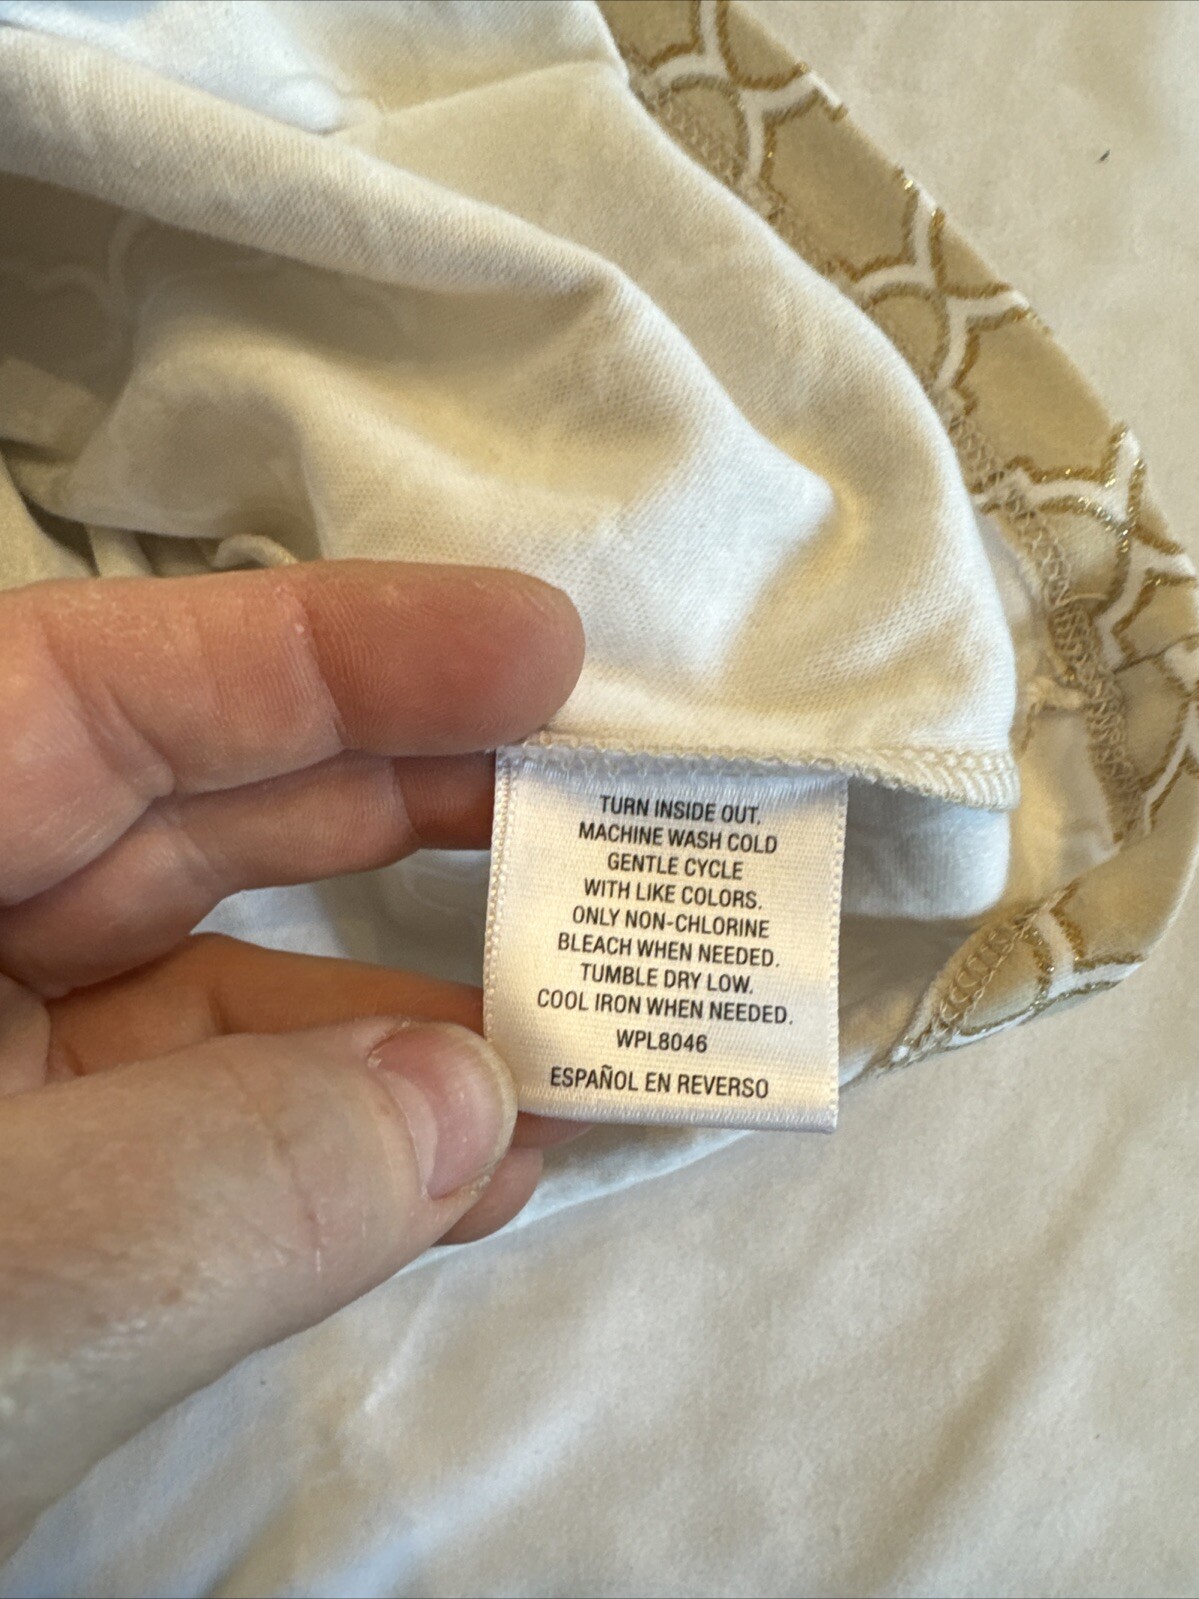 TURN INSIDE OUT.
MACHINE WASH COLD
GENTLE CYCLE
WITH LIKE COLORS.
ONLY NON-CHLORINE
BLEACH WHEN NEEDED.
TUMBLE DRY LOW.
COOL IRON WHEN NEEDED.
WPL8046
ESPAÑOL EN REVERSO